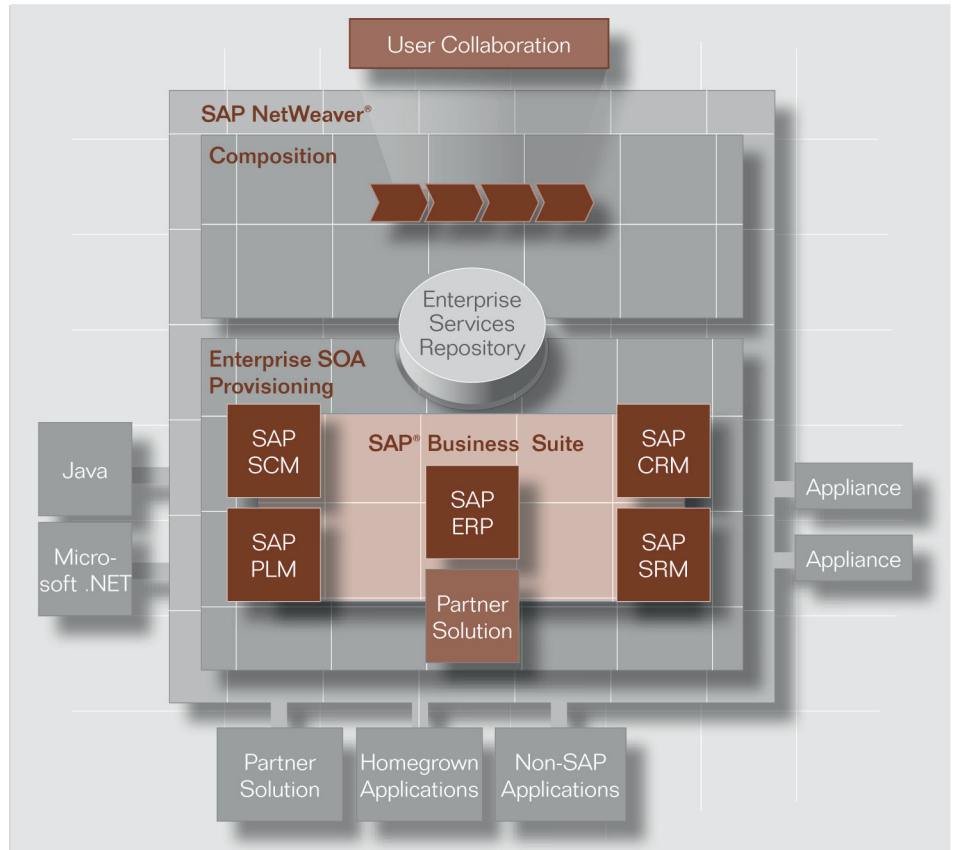 User Collaboration
SAP NetWeaver®
Composition
Enterprise
Services
Repository
Enterprise SOA
Provisioning
SAP® Business Suite
SAP
SCM
SAP
CRM
SAP
ERP
SAP
PLM
SAP
SRM
Partner
Solution
Java
Micro-
soft .NET
Appliance
Appliance
Partner
Solution
Homegrown
Applications
Non-SAP
Applications